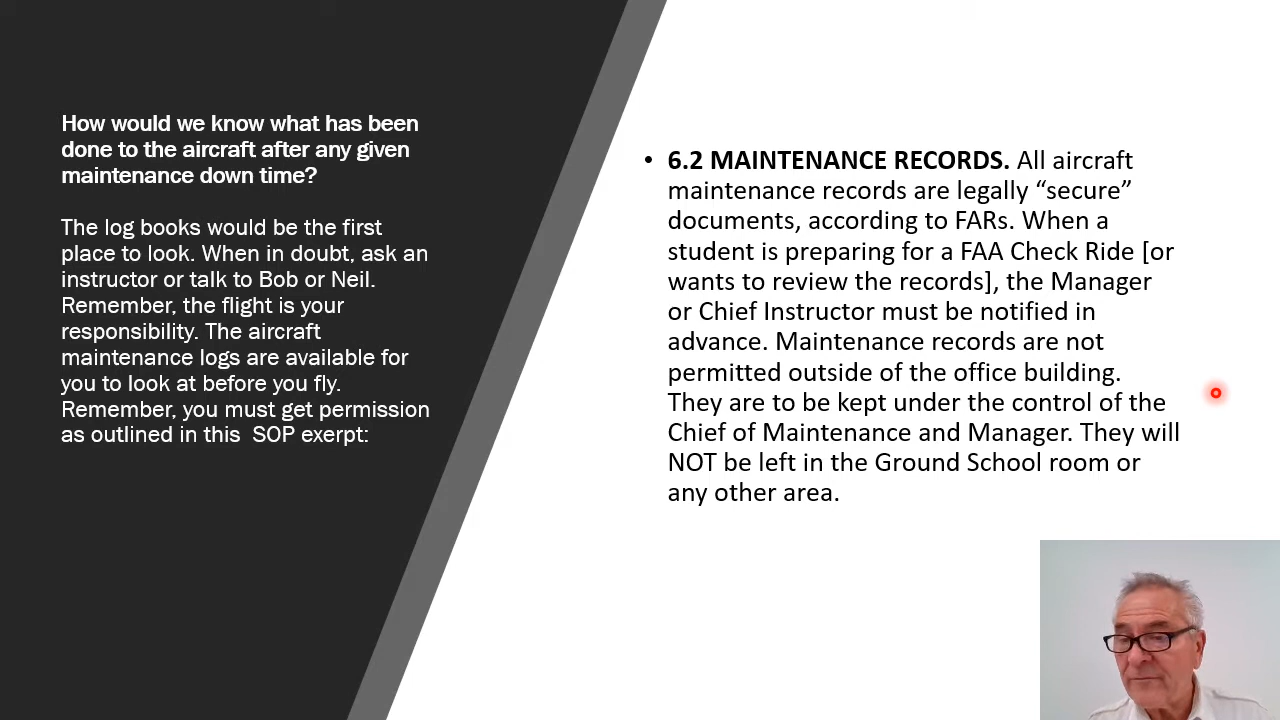 How would we know what has been
done to the aircraft after any given
maintenance down time?
The log books would be the first
place to look. When in doubt, ask an
instructor or talk to Bob or Neil.
Remember, the flight is your
responsibility. The aircraft
maintenance logs are available for
you to look at before you fly.
Remember, you must get permission
as outlined in this  SOP exerpt:
• 6.2 MAINTENANCE RECORDS. All aircraft
maintenance records are legally “secure”
documents, according to FARs. When a
student is preparing for a FAA Check Ride [or
wants to review the records], the Manager
or Chief Instructor must be notified in
advance. Maintenance records are not
permitted outside of the office building.
They are to be kept under the control of the
Chief of Maintenance and Manager. They will
NOT be left in the Ground School room or
any other area.